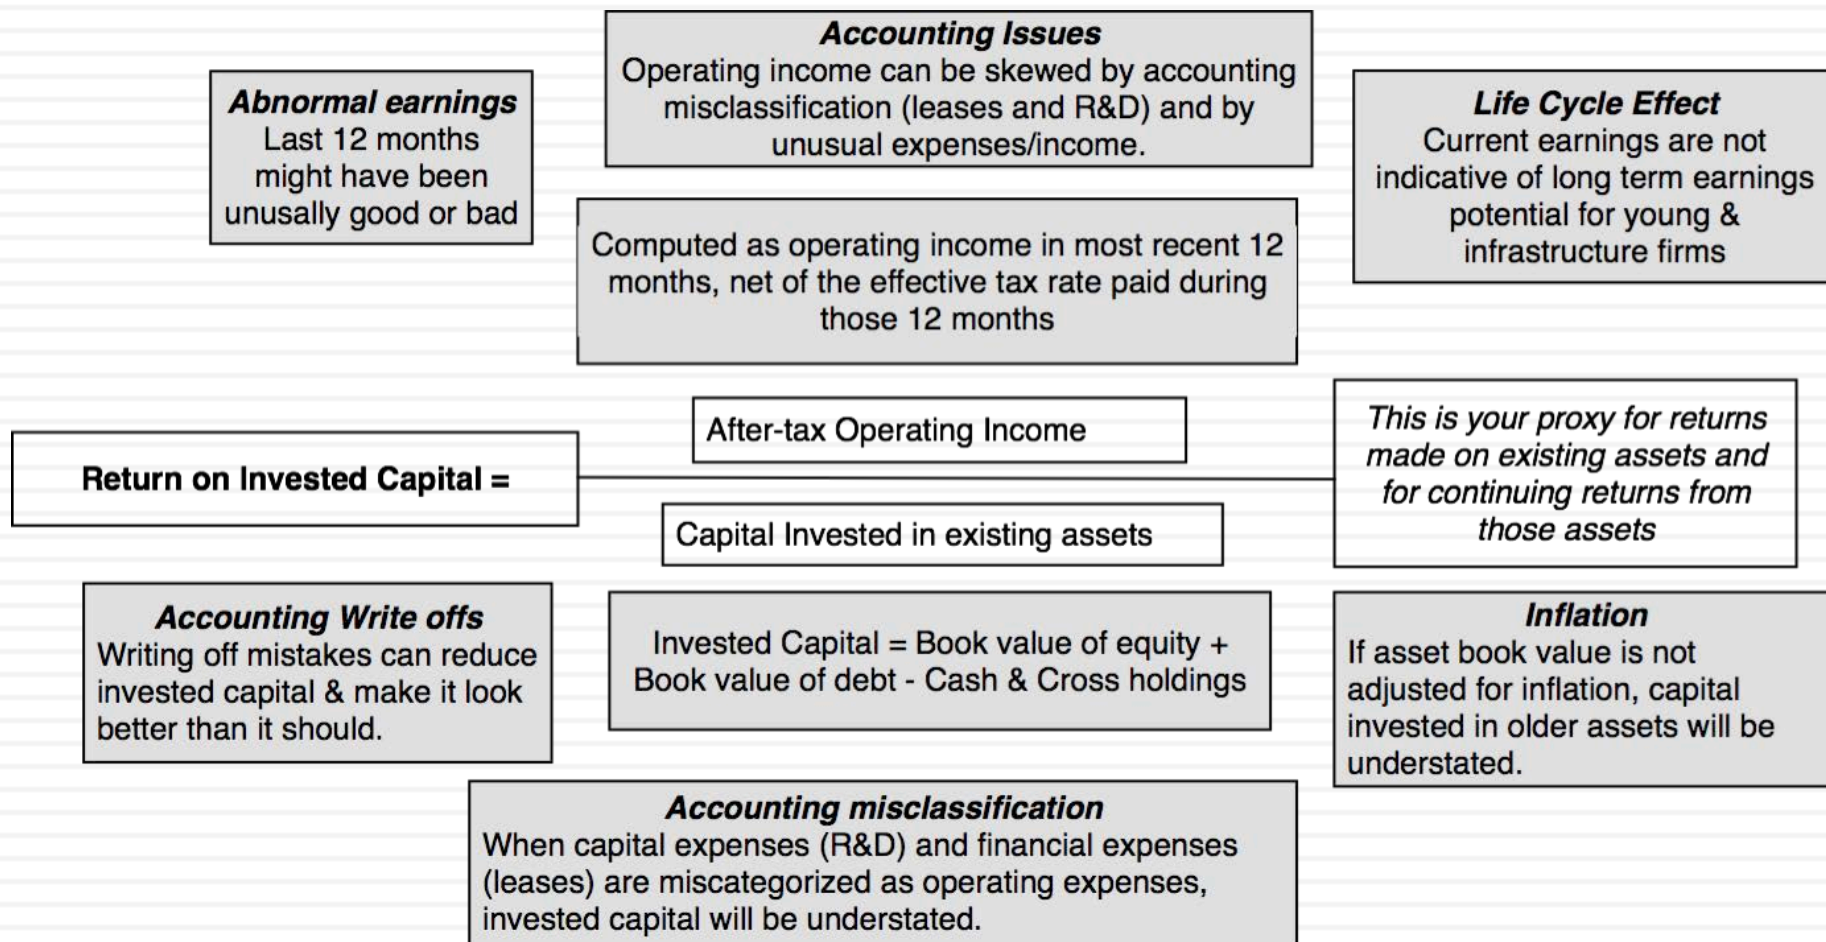 Accounting Issues
Operating income can be skewed by accounting
misclassification (leases and R&D) and by
unusual expenses/income.
Abnormal earnings
Last 12 months
might have been
unusally good or bad
Life Cycle Effect
Current earnings are not
indicative of long term earnings
potential for young &
infrastructure firms
Computed as operating income in most recent 12
months, net of the effective tax rate paid during
those 12 months
Return on Invested Capital =
After-tax Operating Income
Capital Invested in existing assets
This is your proxy for returns
made on existing assets and
for continuing returns from
those assets
Accounting Write offs
Writing off mistakes can reduce
invested capital & make it look
better than it should.
Invested Capital = Book value of equity +
Book value of debt - Cash & Cross holdings
Inflation
If asset book value is not
adjusted for inflation, capital
invested in older assets will be
understated.
Accounting misclassification
When capital expenses (R&D) and financial expenses
(leases) are miscategorized as operating expenses,
invested capital will be understated.